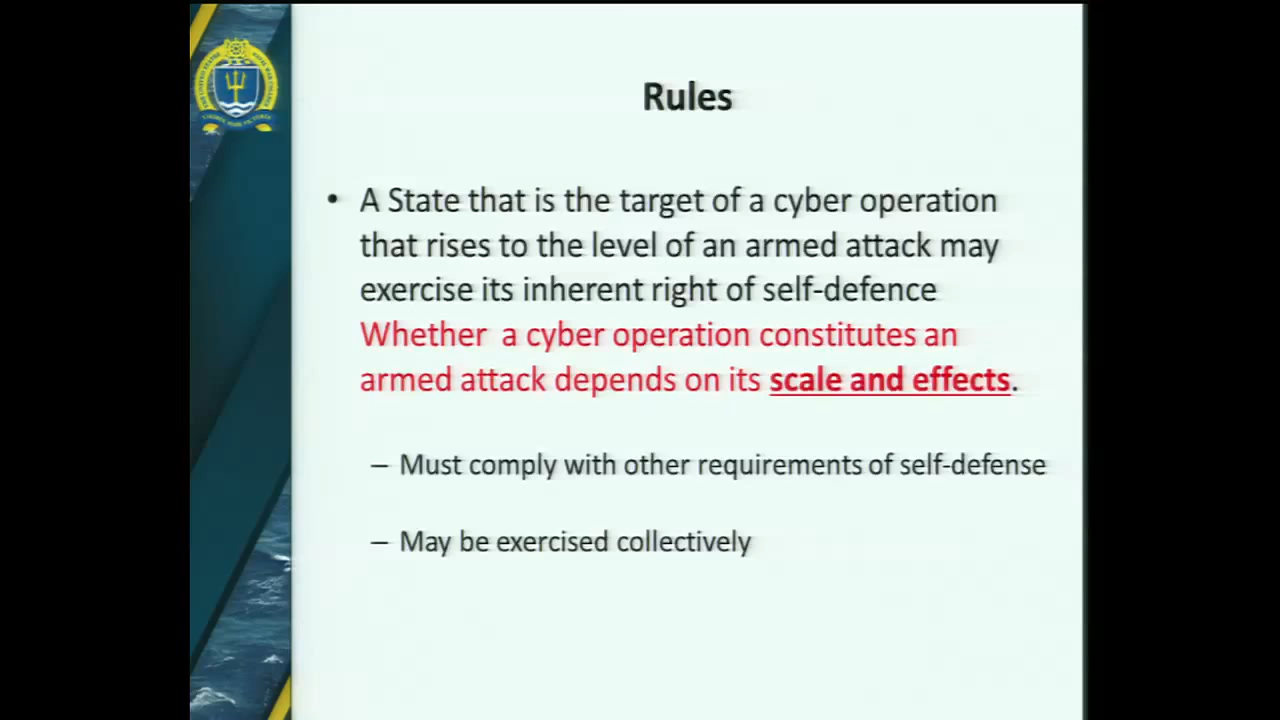 Rules
• A State that is the target of a cyber operation
that rises to the level of an armed attack may
exercise its inherent right of self-defence
Whether a cyber operation constitutes an
armed attack depends on its scale and effects.
– Must comply with other requirements of self-defense
– May be exercised collectively